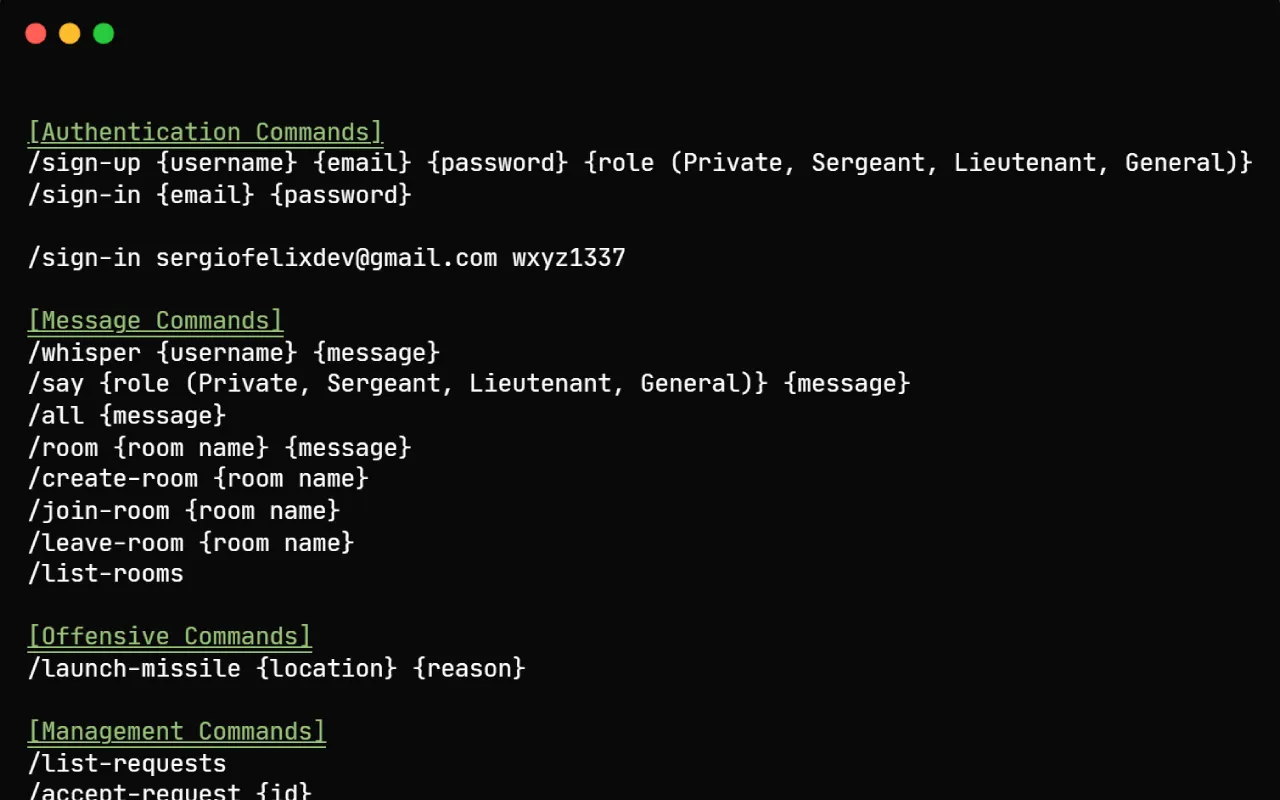 [Authentication Commands]
/sign-up {username} {email} {password} {role (Private, Sergeant, Lieutenant, General)}
/sign-in {email} {password}
/sign-in sergiofelixdev@gmail.com wxyz1337
[Message Commands]
/whisper {username} {message}
/say {role (Private, Sergeant, Lieutenant, General)} {message}
/all {message}
/room {room name} {message}
/create-room {room name}
/join-room {room name}
/leave-room {room name}
/list-rooms
[Offensive Commands]
/launch-missile {location} {reason}
[Management Commands]
/list-requests
/accept-request {id}